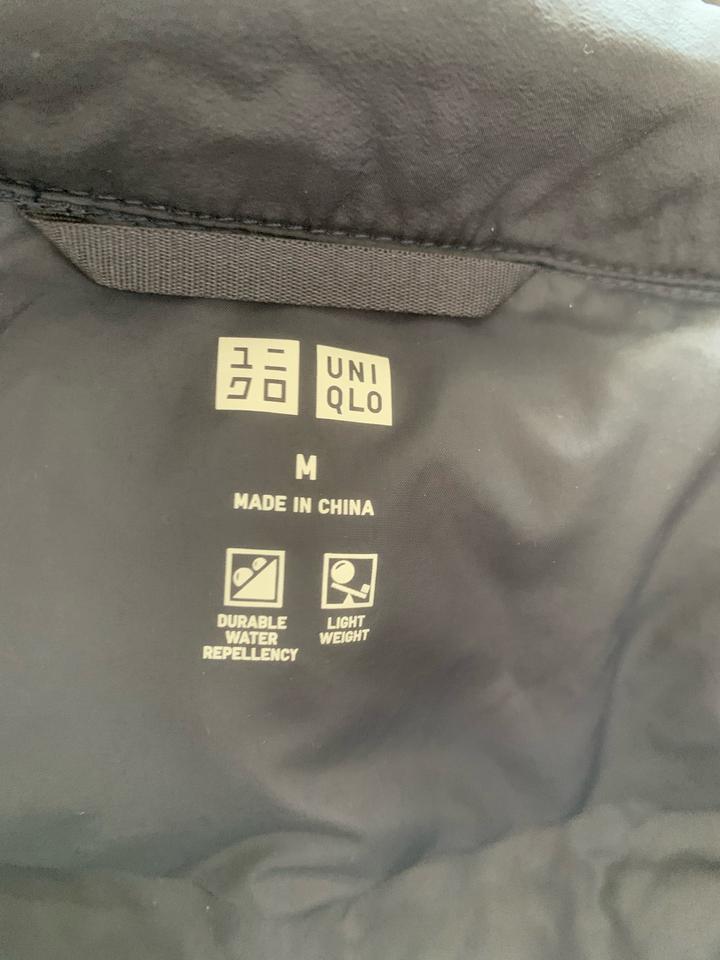 ユニ
クロ
UNI
QLO
M
MADE IN CHINA
DURABLE
WATER
REPELLENCY
LIGHT
WEIGHT